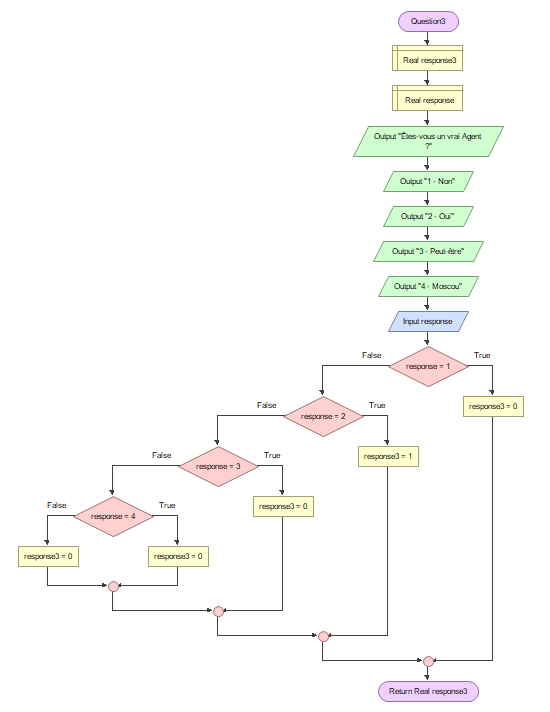 Question3
Real response3
Real response
Output "Êtes-vous un vrai Agent
?"
Output "1 - Non"
Output "2 - Oui"
Output "3 - Peut-être"
Output "4 - Moscou"
Input response
False
response = 1
True
response3 = 0
False
response = 2
True
response3 = 1
False
response = 3
True
response3 = 0
False
response = 4
True
response3 = 0
response3 = 0
Return Real response3